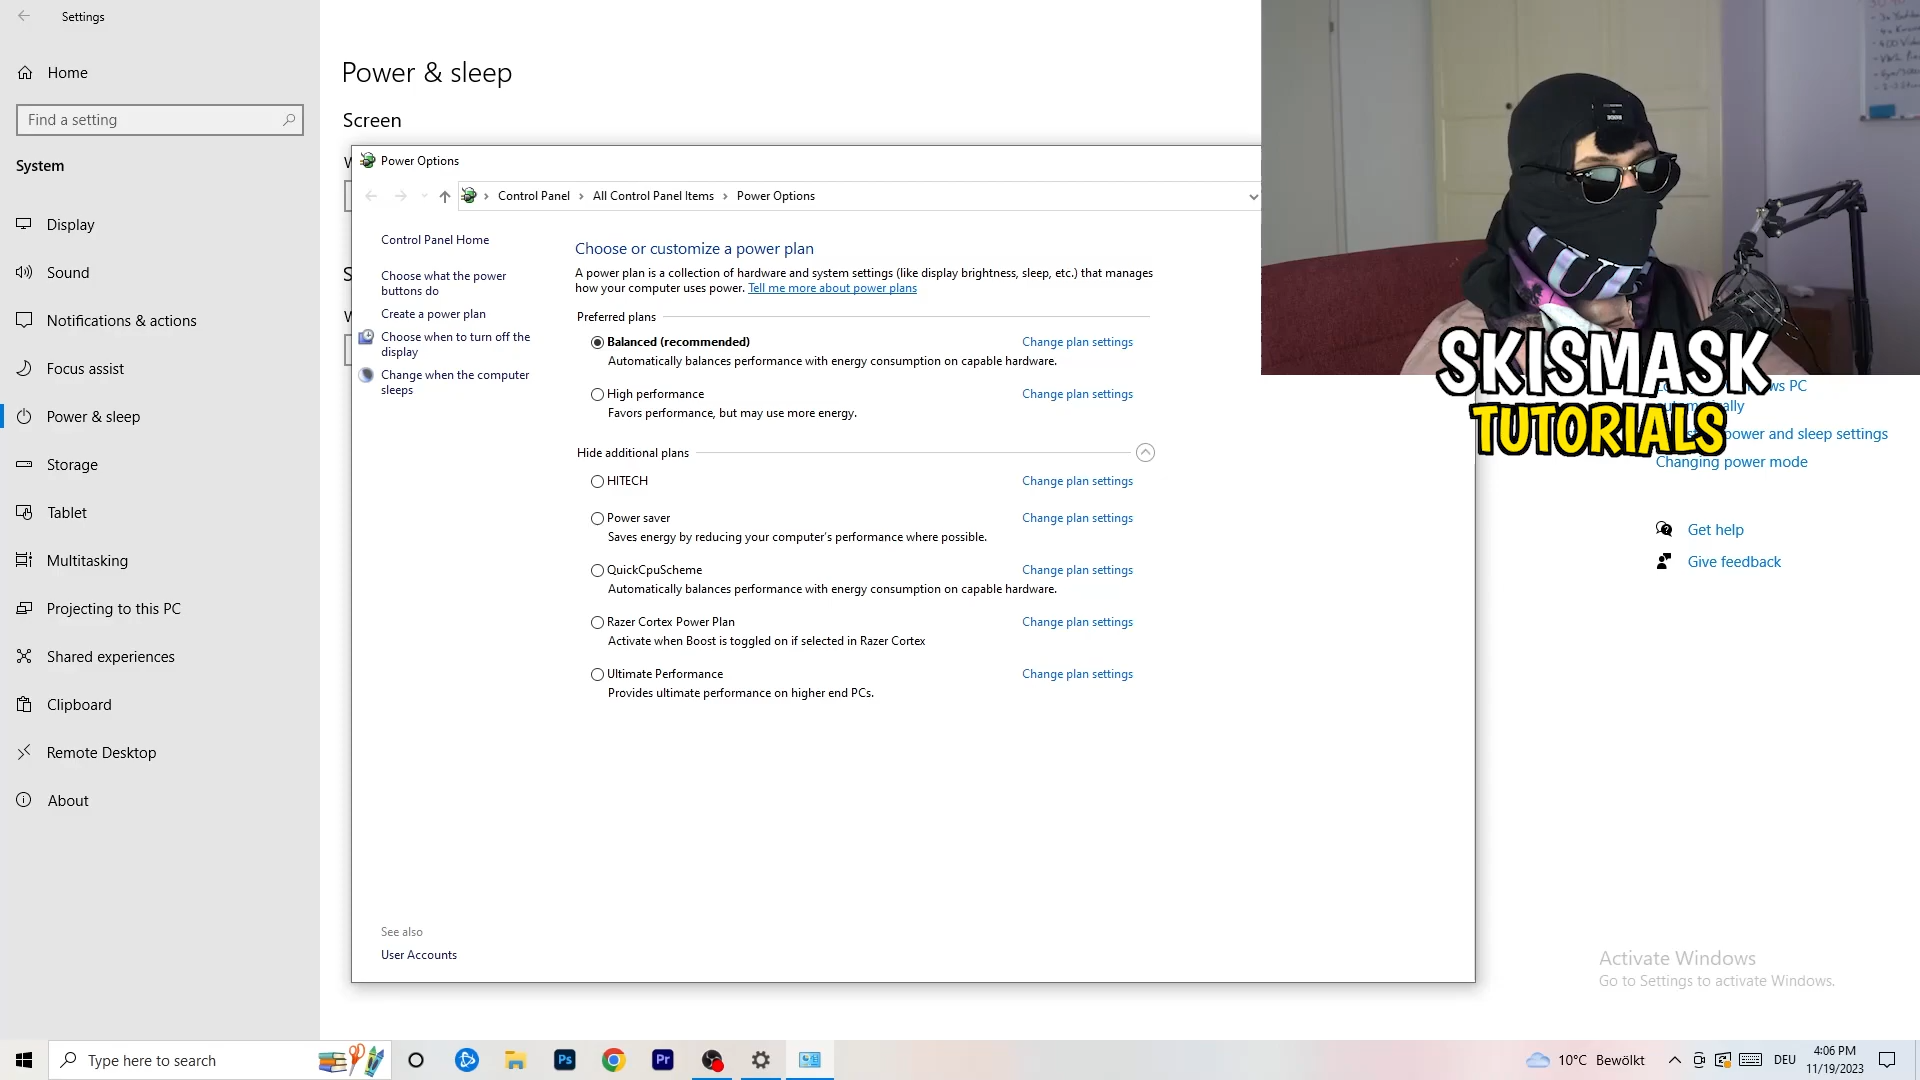 Settings
Home
Find a setting
System
Display
Sound
Notifications & actions
Focus assist
Power & sleep
Storage
Tablet
Multitasking
Projecting to this PC
Shared experiences
Clipboard
Remote Desktop
About
Power & sleep
Screen
Power Options
Control Panel
All Control Panel Items
Power Options
Control Panel Home
Choose what the power
buttons do
Create a power plan
Choose when to turn off the
display
Change when the computer
sleeps
See also
User Accounts
Choose or customize a power plan
A power plan is a collection of hardware and system settings (like display brightness, sleep, etc.) that manages
how your computer uses power. Tell me more about power plans
Preferred plans
Balanced (recommended) Change plan settings
Automatically balances performance with energy consumption on capable hardware.
High performance Change plan settings
Favors performance, but may use more energy.
Hide additional plans
HITECH Change plan settings
Power saver Change plan settings
Saves energy by reducing your computer's performance where possible.
QuickCpuScheme Change plan settings
Automatically balances performance with energy consumption on capable hardware.
Razer Cortex Power Plan Change plan settings
Activate when Boost is toggled on if selected in Razer Cortex
Ultimate Performance Change plan settings
Provides ultimate performance on higher end PCs.
SKISMASK
TUTORIALS
PC
power and sleep settings
Changing power mode
Get help
Give feedback
Activate Windows
Go to Settings to activate Windows.
Type here to search
Ps
Pr
10°C Bewölkt
DEU
4:06 PM
11/19/2023